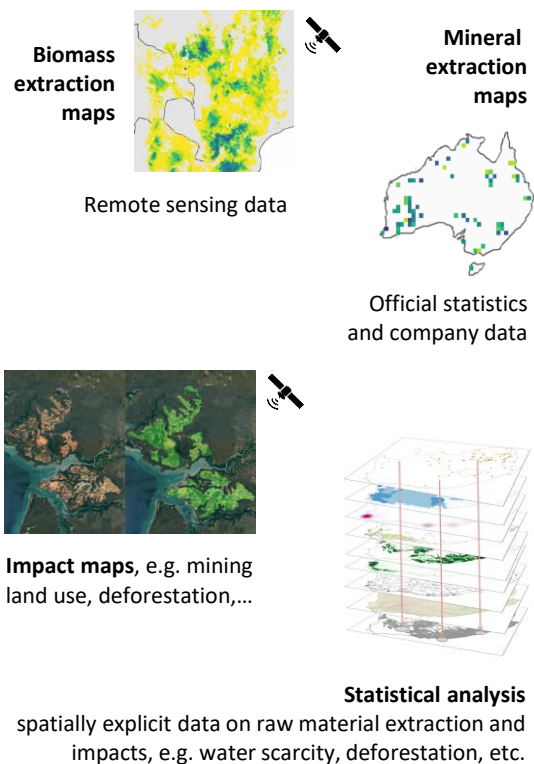 Biomass
extraction
maps
Remote sensing data
Mineral
extraction
maps
Official statistics
and company data
Impact maps, e.g. mining
land use, deforestation,…
Statistical analysis
spatially explicit data on raw material extraction and
impacts, e.g. water scarcity, deforestation, etc.